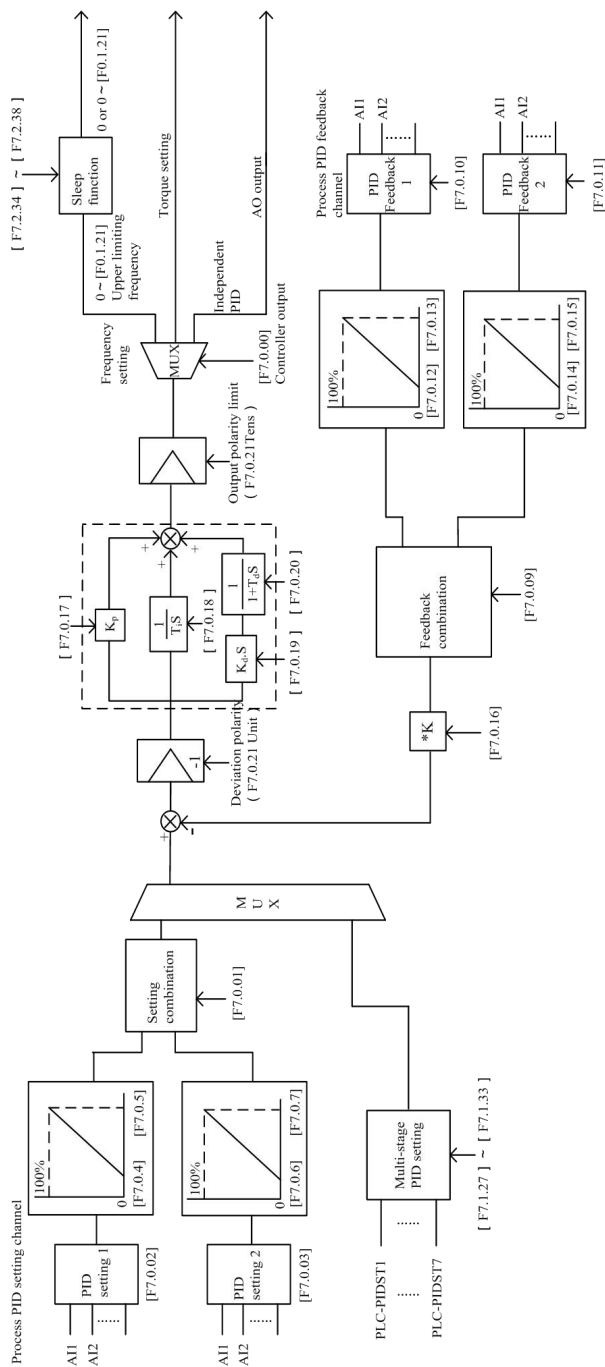 Process PID setting channel
AI1
AI2
......
PID
setting 1
[F7.0.02]
100%
0
[F7.0.4]
[F7.0.5]
AI1
AI2
......
PID
setting 2
[F7.0.03]
100%
0
[F7.0.6]
[F7.0.7]
Setting
combination
[F7.0.01]
PLC-PIDST1
......
......
PLC-PIDST7
Multi-stage
PID setting
[ F7.1.27 ] ~ [ F7.1.33 ]
M
U
X
+
-
-1
Deviation polarity
( F7.0.21 Unit )
[ F7.0.17 ]
Kp
1
TiS
[ F7.0.18 ]
Kd.S
[ F7.0.19 ]
1
1+TdS
[ F7.0.20 ]
+
+
+
Output polarity limit
( F7.0.21Tens )
Frequency
setting
MUX
[F7.0.00]
Controller output
0 ~ [F0.1.21]
Upper limiting
frequency
Independent
PID
[ F7.2.34 ] ~ [ F7.2.38 ]
Sleep
function
0 or 0 ~ [F0.1.21]
Torque setting
AO output
*K
[F7.0.16]
Feedback
combination
[F7.0.09]
100%
0
[F7.0.12]
[F7.0.13]
100%
0
[F7.0.14]
[F7.0.15]
Process PID feedback
channel
PID
Feedback
1
[F7.0.10]
AI1
AI2
......
PID
Feedback
2
[F7.0.11]
AI1
AI2
......